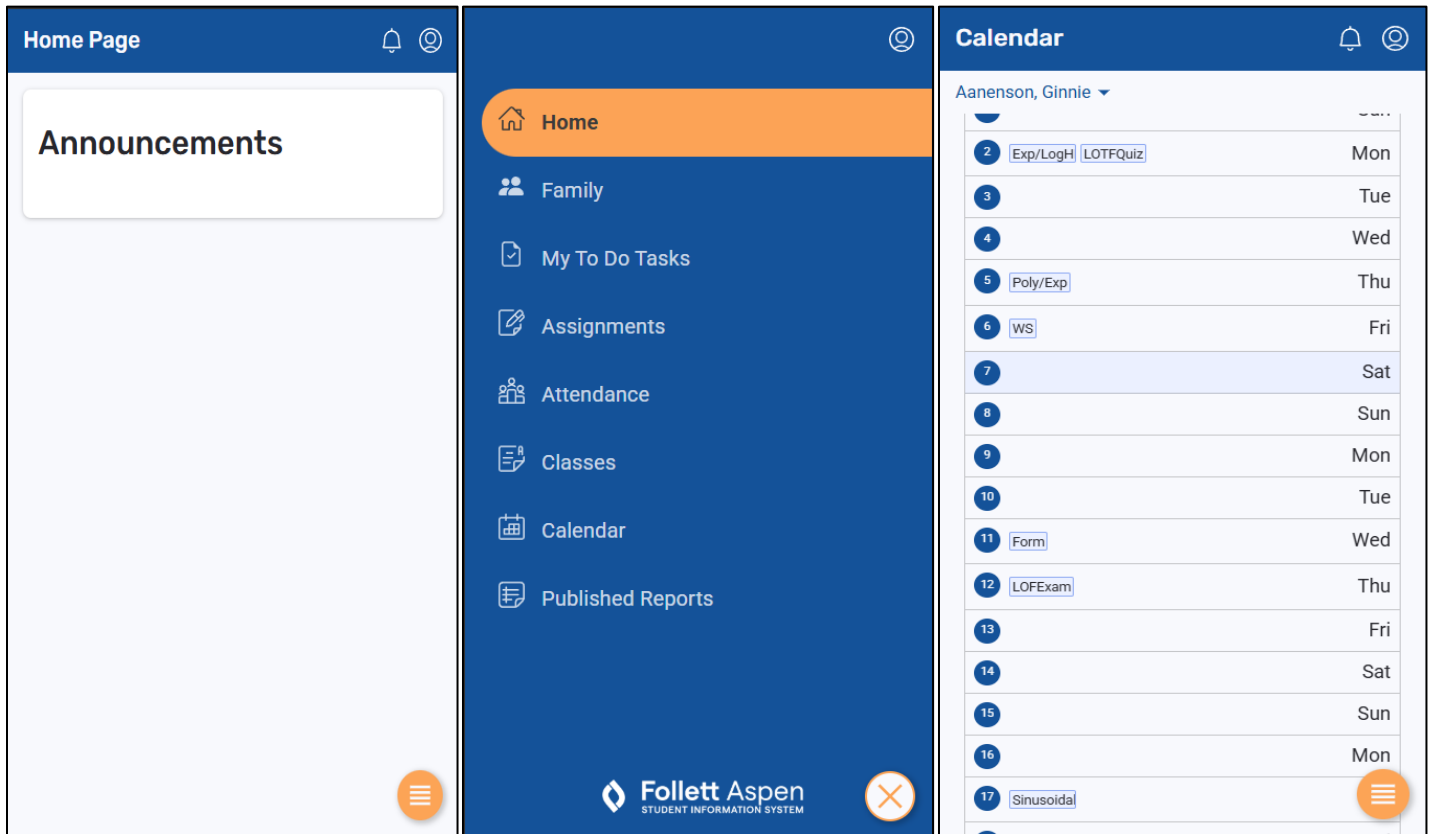 Home Page
Announcements
Home
Family
My To Do Tasks
Assignments
Attendance
Classes
Calendar
Published Reports
Follett Aspen
STUDENT INFORMATION SYSTEM
Calendar
Aanenson, Ginnie
2 Exp/LogH LOTFQuiz Mon
3 Tue
4 Wed
5 Poly/Exp Thu
6 WS Fri
7 Sat
8 Sun
9 Mon
10 Tue
11 Form Wed
12 LOFExam Thu
13 Fri
14 Sat
15 Sun
16 Mon
17 Sinusoidal